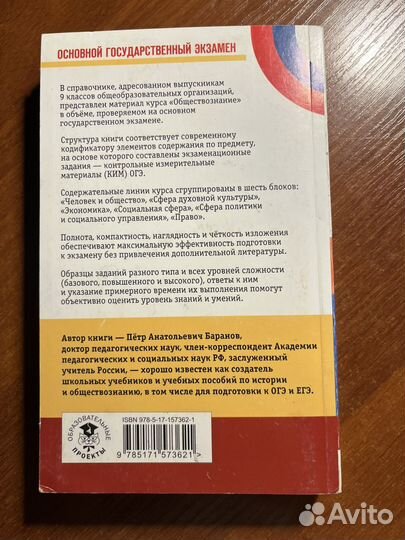 ОСНОВНОЙ ГОСУДАРСТВЕННЫЙ ЭКЗАМЕН
В справочнике, адресованном выпускникам
9 классов общеобразовательных организаций,
представлен материал курса «Обществознание»
в объёме, проверяемом на основном
государственном экзамене.
Структура книги соответствует современному
кодификатору элементов содержания по предмету,
на основе которого составлены экзаменационные
задания — контрольные измерительные
материалы (КИМ) ОГЭ.
Содержательные линии курса сгруппированы в шесть блоков:
«Человек и общество», «Сфера духовной культуры»,
«Экономика», «Социальная сфера», «Сфера политики
и социального управления», «Право».
Полнота, компактность, наглядность и чёткость изложения
обеспечивают максимальную эффективность подготовки
к экзамену без привлечения дополнительной литературы.
Образцы заданий разного типа и всех уровней сложности
(базового, повышенного и высокого), ответы к ним
и указание примерного времени их выполнения помогут
объективно оценить уровень знаний и умений.
Автор книги — Пётр Анатольевич Баранов,
доктор педагогических наук, член-корреспондент Академии
педагогических и социальных наук РФ, заслуженный
учитель России, — хорошо известен как создатель
школьных учебников и учебных пособий по истории
и обществознанию, в том числе для подготовки к ОГЭ и ЕГЭ.
ОБРАЗОВАТЕЛЬНЫЕ
ПРОЕКТЫ
ISBN 978-5-17-157362-1
9 785171 573621 >
Avito